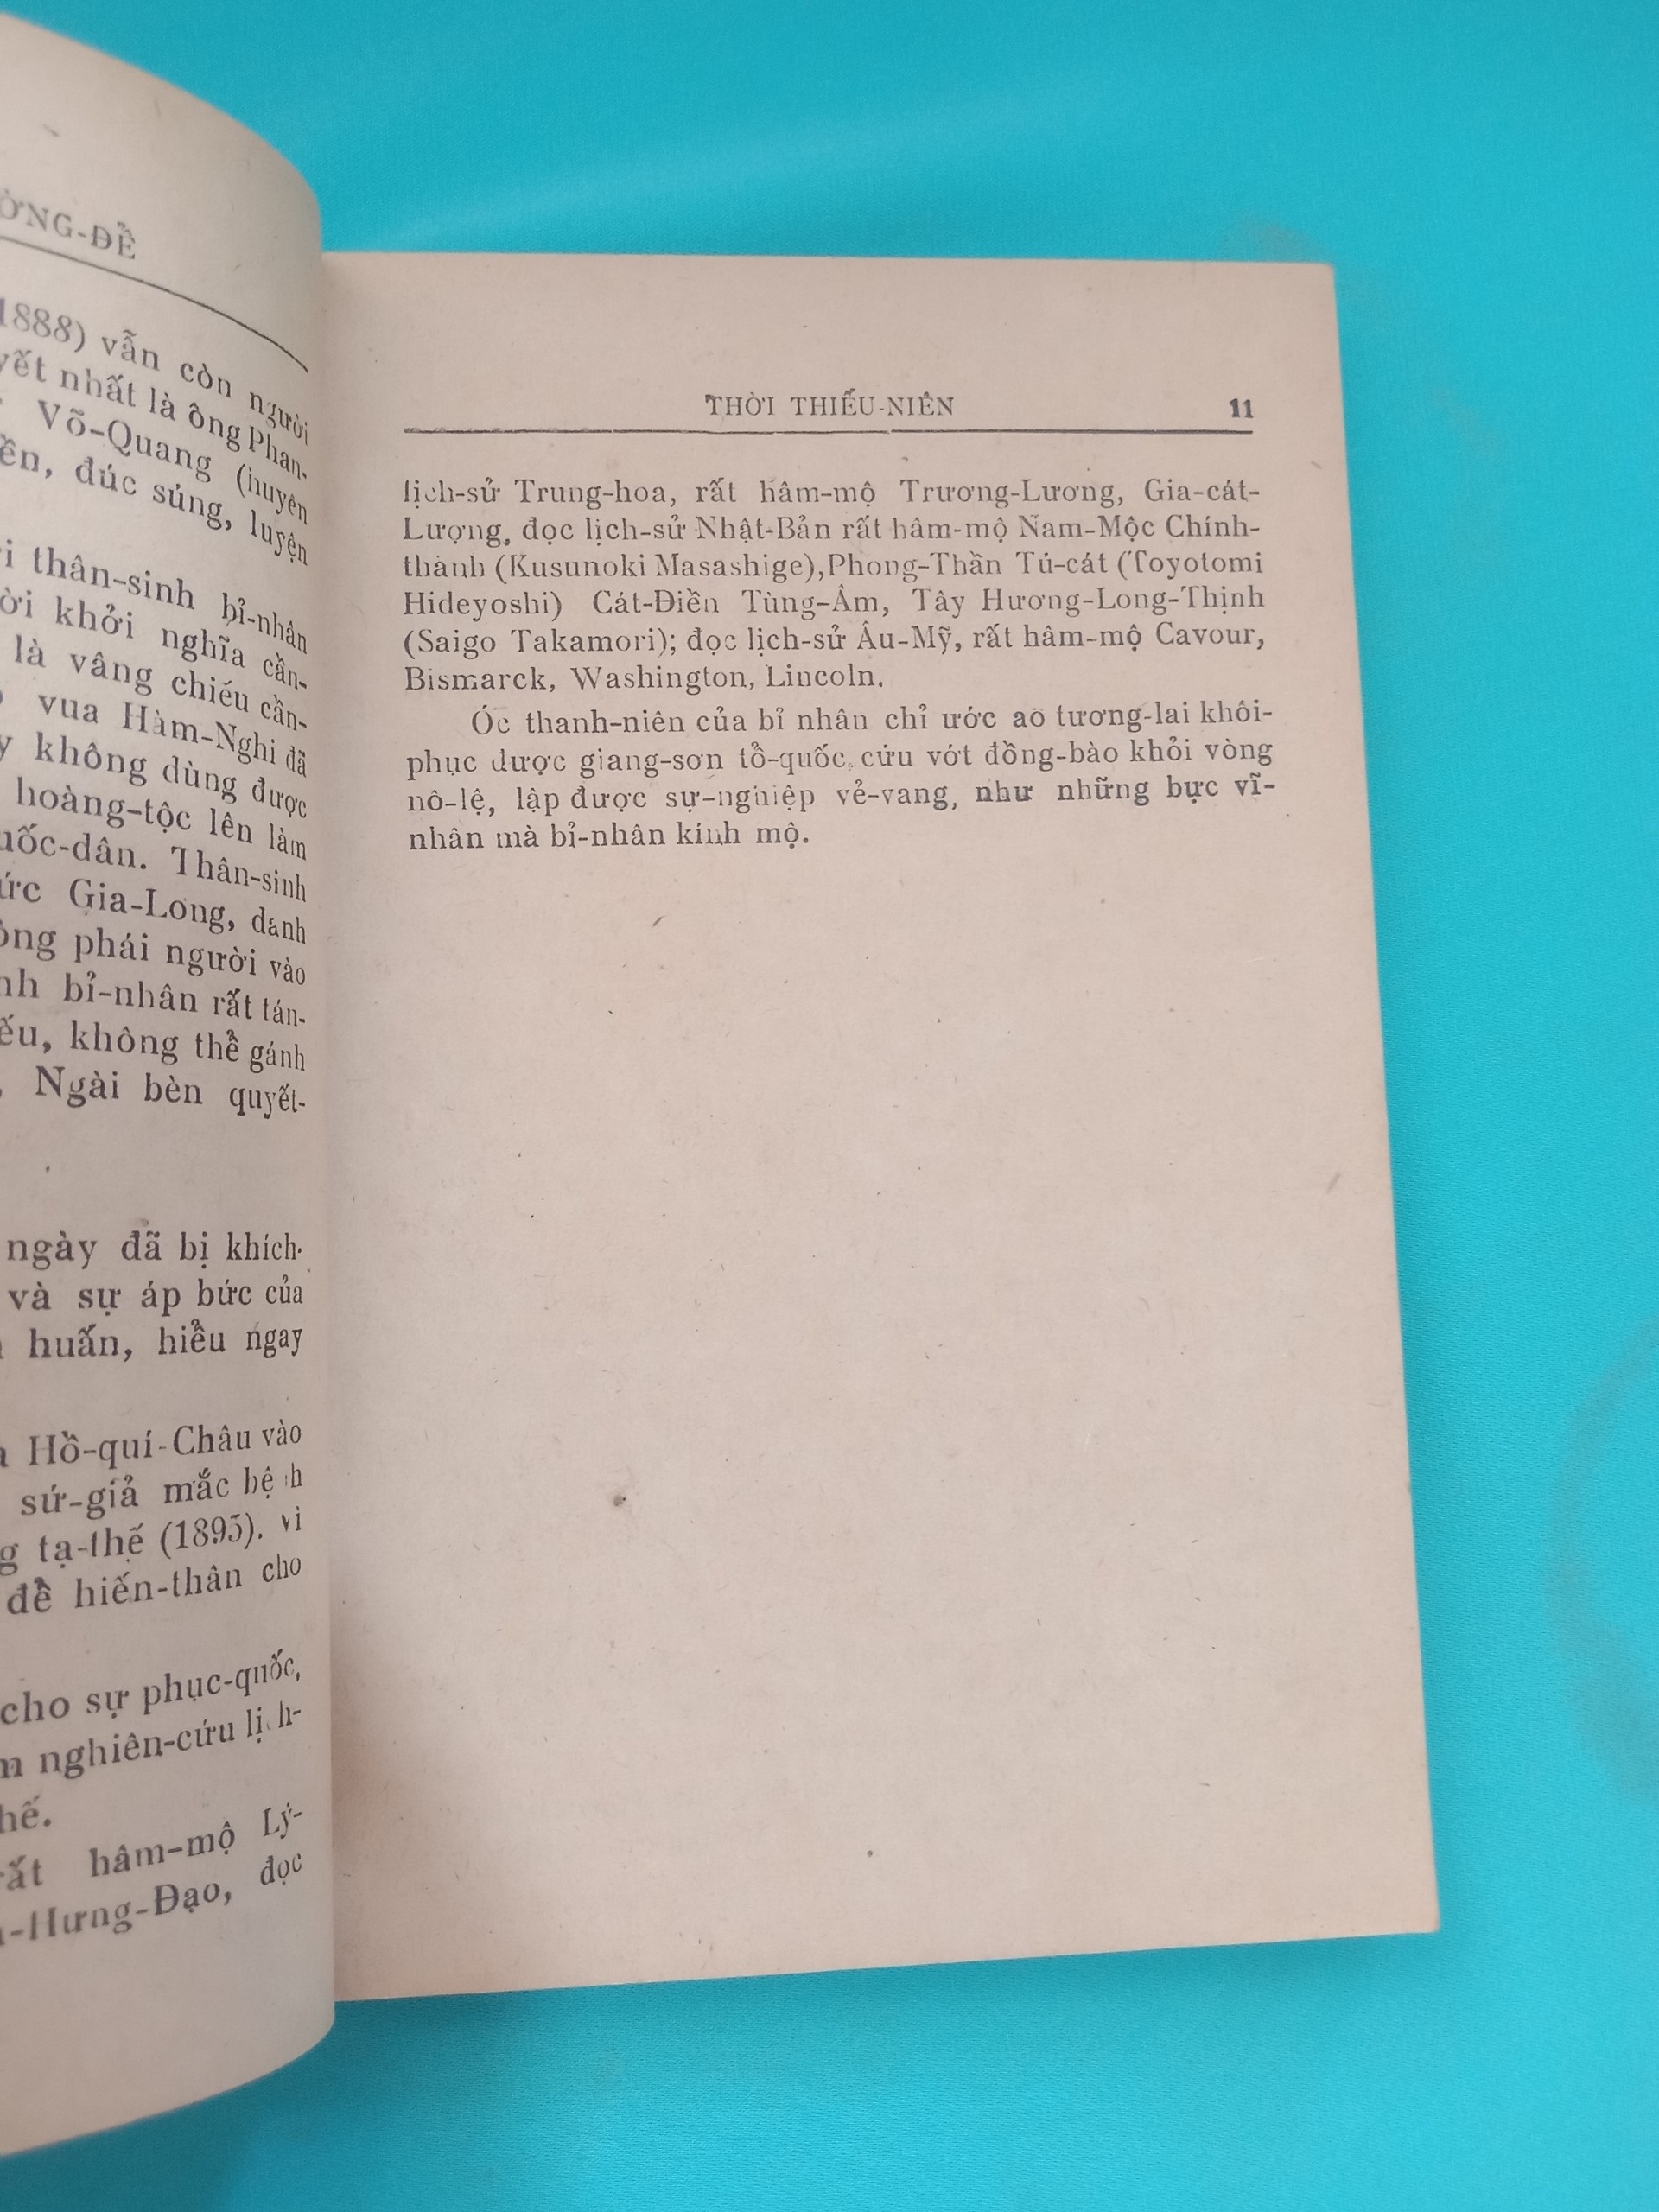 ỜNG-ĐỀ
1888) vẫn còn người
yết nhất là ông Phan-
Võ-Quang (huyện
ền, đúc súng, luyện
i thân-sinh bỉ-nhân
ời khởi nghĩa cần-
là vâng chiếu cần-
vua Hàm-Nghi đã
y không dùng được
hoàng-tộc lên làm
uốc-dân. Thân-sinh
ức Gia-Long, danh
ông phái người vào
nh bỉ-nhân rất tán-
ếu, không thể gánh
Ngài bèn quyết-
ngày đã bị khích-
và sự áp bức của
huấn, hiểu ngay
Hồ-quí-Châu vào
sứ-giả mắc bệnh
g tạ-thế (1895). vì
để hiến-thân cho
cho sự phục-quốc,
m nghiên-cứu lịch-
hế.
rất hâm-mộ Lý-
-Hưng-Đạo, đọc
THỜI THIẾU-NIÊN 11
lịch-sử Trung-hoa, rất hâm-mộ Trương-Lương, Gia-cát-
Lượng, đọc lịch-sử Nhật-Bản rất hâm-mộ Nam-Mộc Chính-
thành (Kusunoki Masashige),Phong-Thần Tú-cát (Toyotomi
Hideyoshi) Cát-Điền Tùng-Âm, Tây Hương-Long-Thịnh
(Saigo Takamori); đọc lịch-sử Âu-Mỹ, rất hâm-mộ Cavour,
Bismarck, Washington, Lincoln.
Óc thanh-niên của bỉ nhân chỉ ước ao tương-lai khôi-
phục được giang-sơn tổ-quốc, cứu vớt đồng-bào khỏi vòng
nô-lệ, lập được sự-nghiệp vẻ-vang, như những bực vĩ-
nhân mà bỉ-nhân kính mộ.